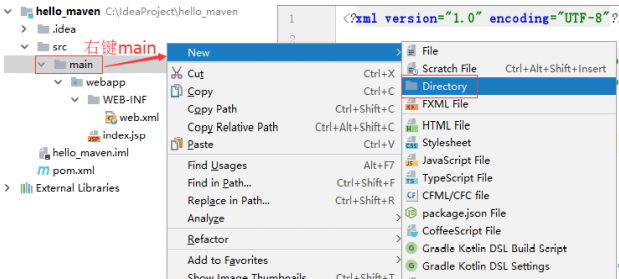 hello_maven C:\IdeaProject\hello_maven
.idea
src
main
webapp
WEB-INF
web.xml
index.jsp
hello_maven.iml
pom.xml
External Libraries
右键main
1
<?xml version="1.0" encoding="UTF-8"?
2
New
Cut Ctrl+X
Copy Ctrl+C
Copy Path Ctrl+Shift+C
Copy Relative Path Ctrl+Alt+Shift+C
Paste Ctrl+V
Find Usages Alt+F7
Find in Path... Ctrl+Shift+F
Replace in Path... Ctrl+Shift+R
Analyze
Refactor
Add to Favorites
Show Image Thumbnails Ctrl+Shift+T
File
Scratch File Ctrl+Alt+Shift+Insert
Directory
FXML File
HTML File
Stylesheet
JavaScript File
TypeScript File
CFML/CFC file
package.json File
CoffeeScript File
Gradle Kotlin DSL Build Script
Gradle Kotlin DSL Settings